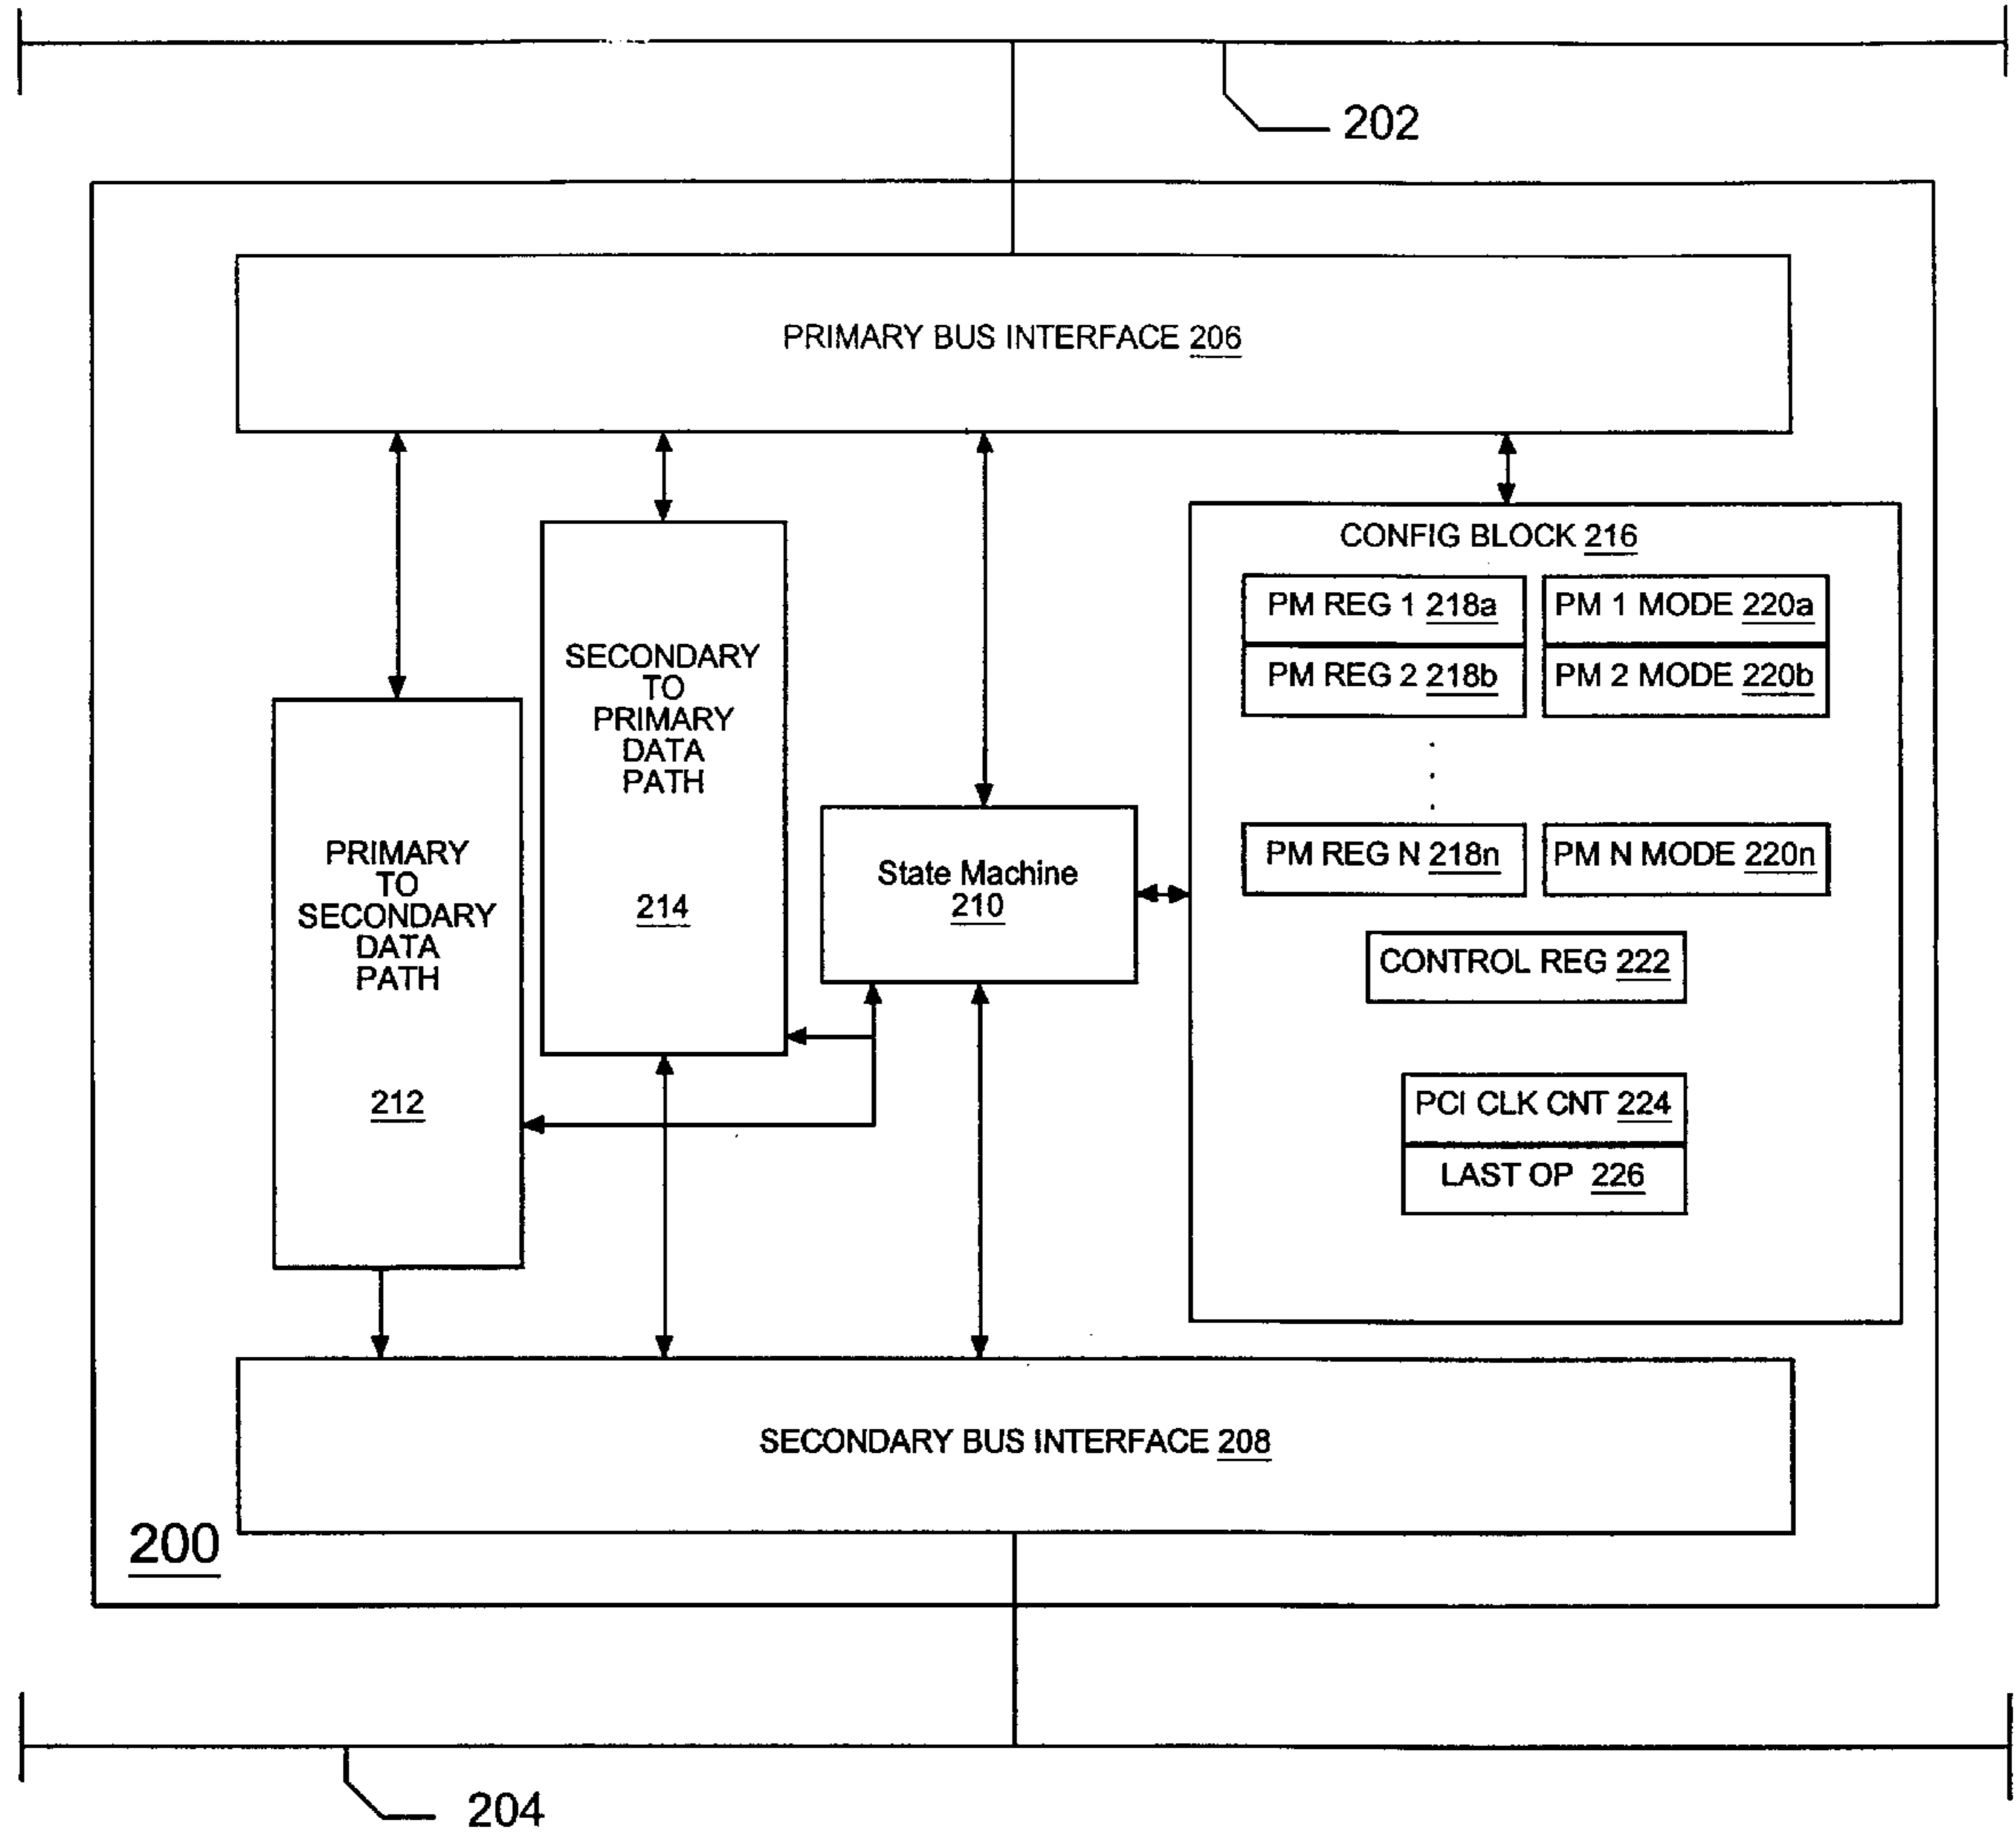 202
PRIMARY BUS INTERFACE 206
CONFIG BLOCK 216
PM REG 1 218a
PM 1 MODE 220a
PM REG 2 218b
PM 2 MODE 220b
PM REG N 218n
PM N MODE 220n
CONTROL REG 222
PCI CLK CNT 224
LAST OP 226
SECONDARY
TO
PRIMARY
DATA
PATH
214
State Machine
210
PRIMARY
TO
SECONDARY
DATA
PATH
212
SECONDARY BUS INTERFACE 208
200
204